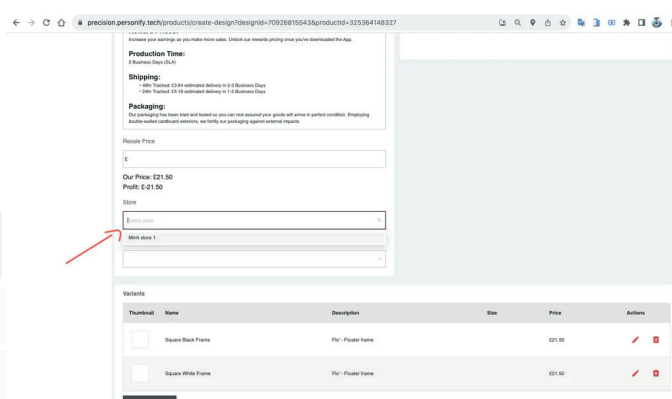 precision.personify.tech/products/create-design?designId=70926815543&productId=325364148327
Increase your earnings as you make more sales. Unlock our rewards pricing once you've downloaded the App.
Production Time:
3 Business Days (SLA)
Shipping:
• 48hr Tracked: £3.64 estimated delivery in 2-3 Business Days
• 24hr Tracked: £5.18 estimated delivery in 1-2 Business Days
Packaging:
Our packaging has been tried and tested so you can rest assured your goods will arrive in perfect condition. Employing
double-walled cardboard exteriors, we fortify our packaging against external impacts.
Resale Price
£
Our Price: £21.50
Profit: £-21.50
Store
Select store
Minh store 1
Variants
Thumbnail Name Description Size Price Actions
Square Black Frame Flo' - Floater frame £21.50
Square White Frame Flo' - Floater frame £21.50